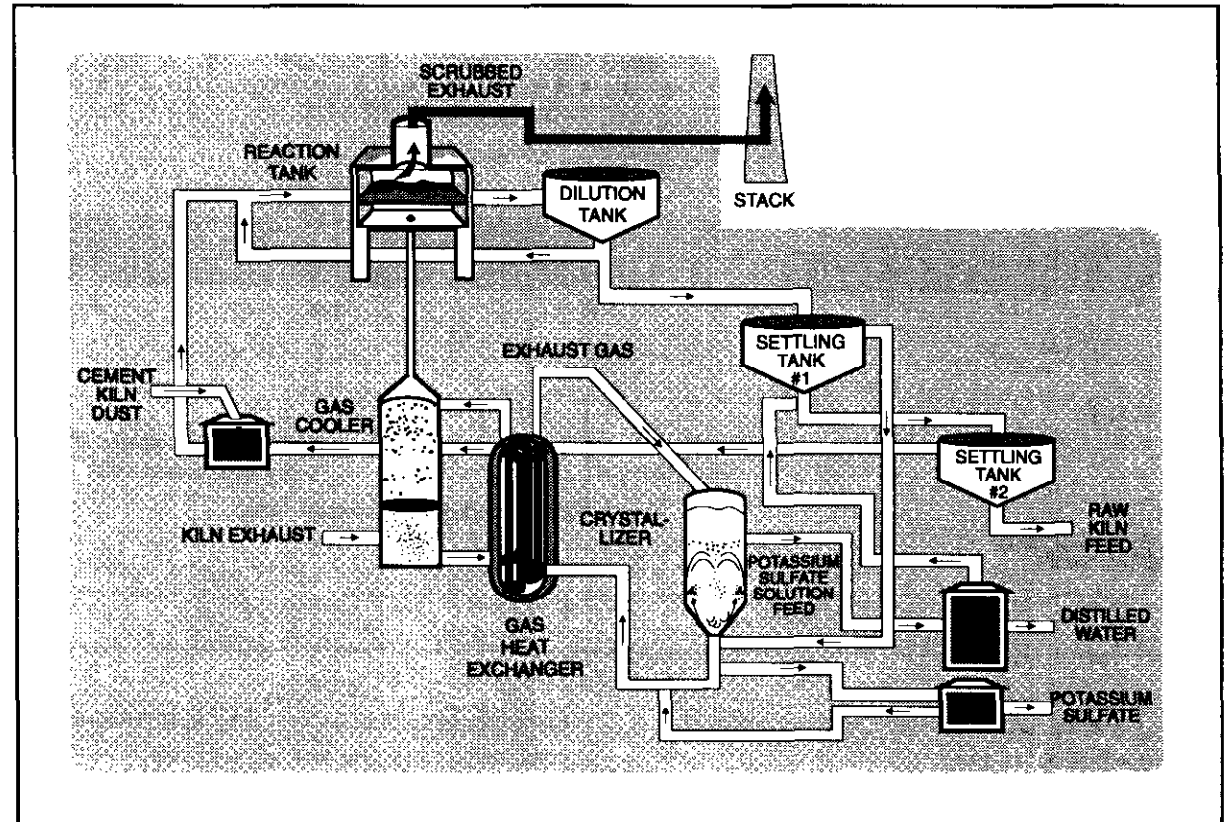 SCRUBBED
EXHAUST
REACTION
TANK
DILUTION
TANK
STACK
SETTLING
TANK
#1
EXHAUST GAS
CEMENT
KILN
DUST
GAS
COOLER
SETTLING
TANK
#2
KILN EXHAUST
CRYSTAL-
LIZER
RAW
KILN
FEED
POTASSIUM
SULFATE
SOLUTION
FEED
GAS
HEAT
EXCHANGER
DISTILLED
WATER
POTASSIUM
SULFATE